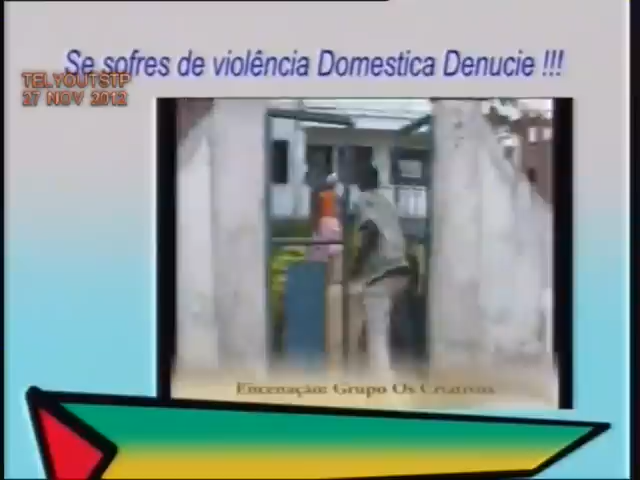 Se sofres de violência Domestica Denucie !!!
TELYOUTSTP
27 NOV 2012
Encenação: Grupo Os Criativos